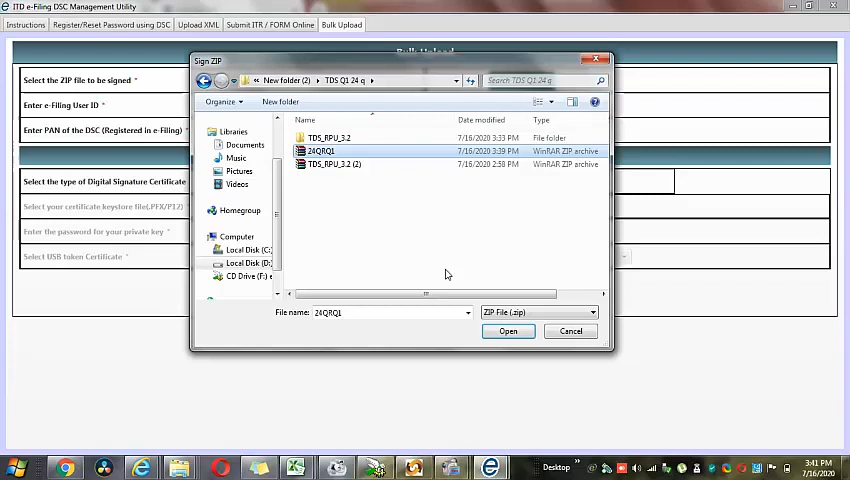 ITD e-Filing DSC Management Utility
Instructions Register/Reset Password using DSC Upload XML Submit ITR / FORM Online Bulk Upload
Bulk Upload
Select the ZIP file to be signed *
Enter e-Filing User ID *
Enter PAN of the DSC (Registered in e-Filing) *
Select the type of Digital Signature Certificate
Select your certificate keystore file(.PFX/P12) *
Enter the password for your private key *
Select USB token Certificate *
Sign ZIP
« New folder (2) ▸ TDS Q1 24 q ▸
Search TDS Q1 24 q
Organize New folder
Name Date modified Type
TDS_RPU_3.2 7/16/2020 3:33 PM File folder
24QRQ1 7/16/2020 3:39 PM WinRAR ZIP archive
TDS_RPU_3.2 (2) 7/16/2020 2:58 PM WinRAR ZIP archive
Libraries
Documents
Music
Pictures
Videos
Homegroup
Computer
Local Disk (C:
Local Disk (D:
CD Drive (F:) e
File name: 24QRQ1 ZIP File (.zip)
Open Cancel
Desktop »
3:41 PM
7/16/2020